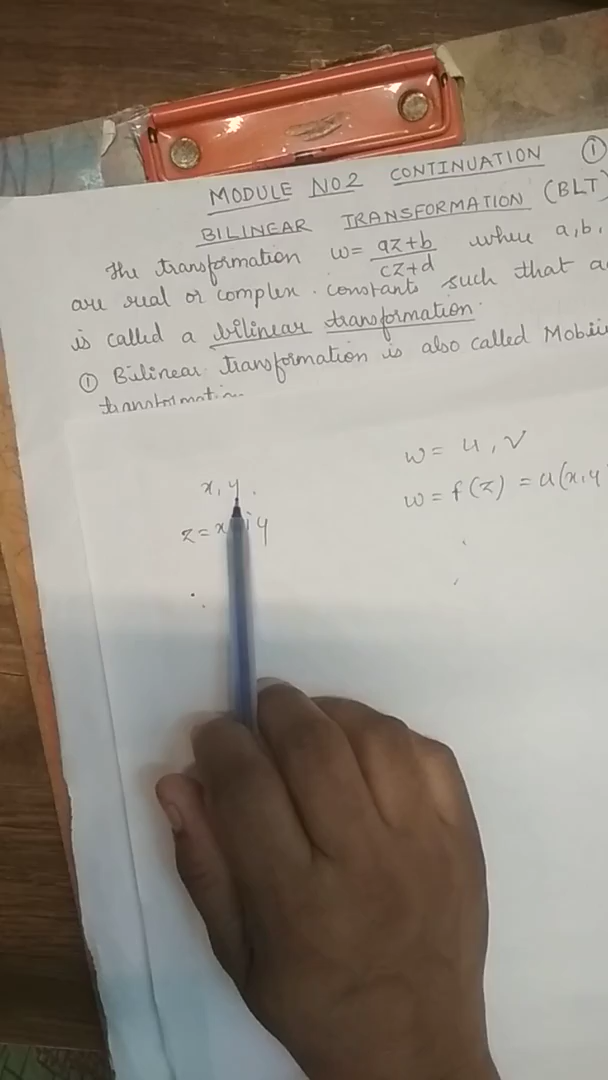 MODULE NO2 CONTINUATION ①
BILINEAR TRANSFORMATION (BLT)
The transformation w= az+b / cz+d where a, b,
are real or complex constants such that
is called a bilinear transformation.
① Bilinear transformation is also called
x, y.
z = x iy
w = u, v
w = f(z) = u(x,y